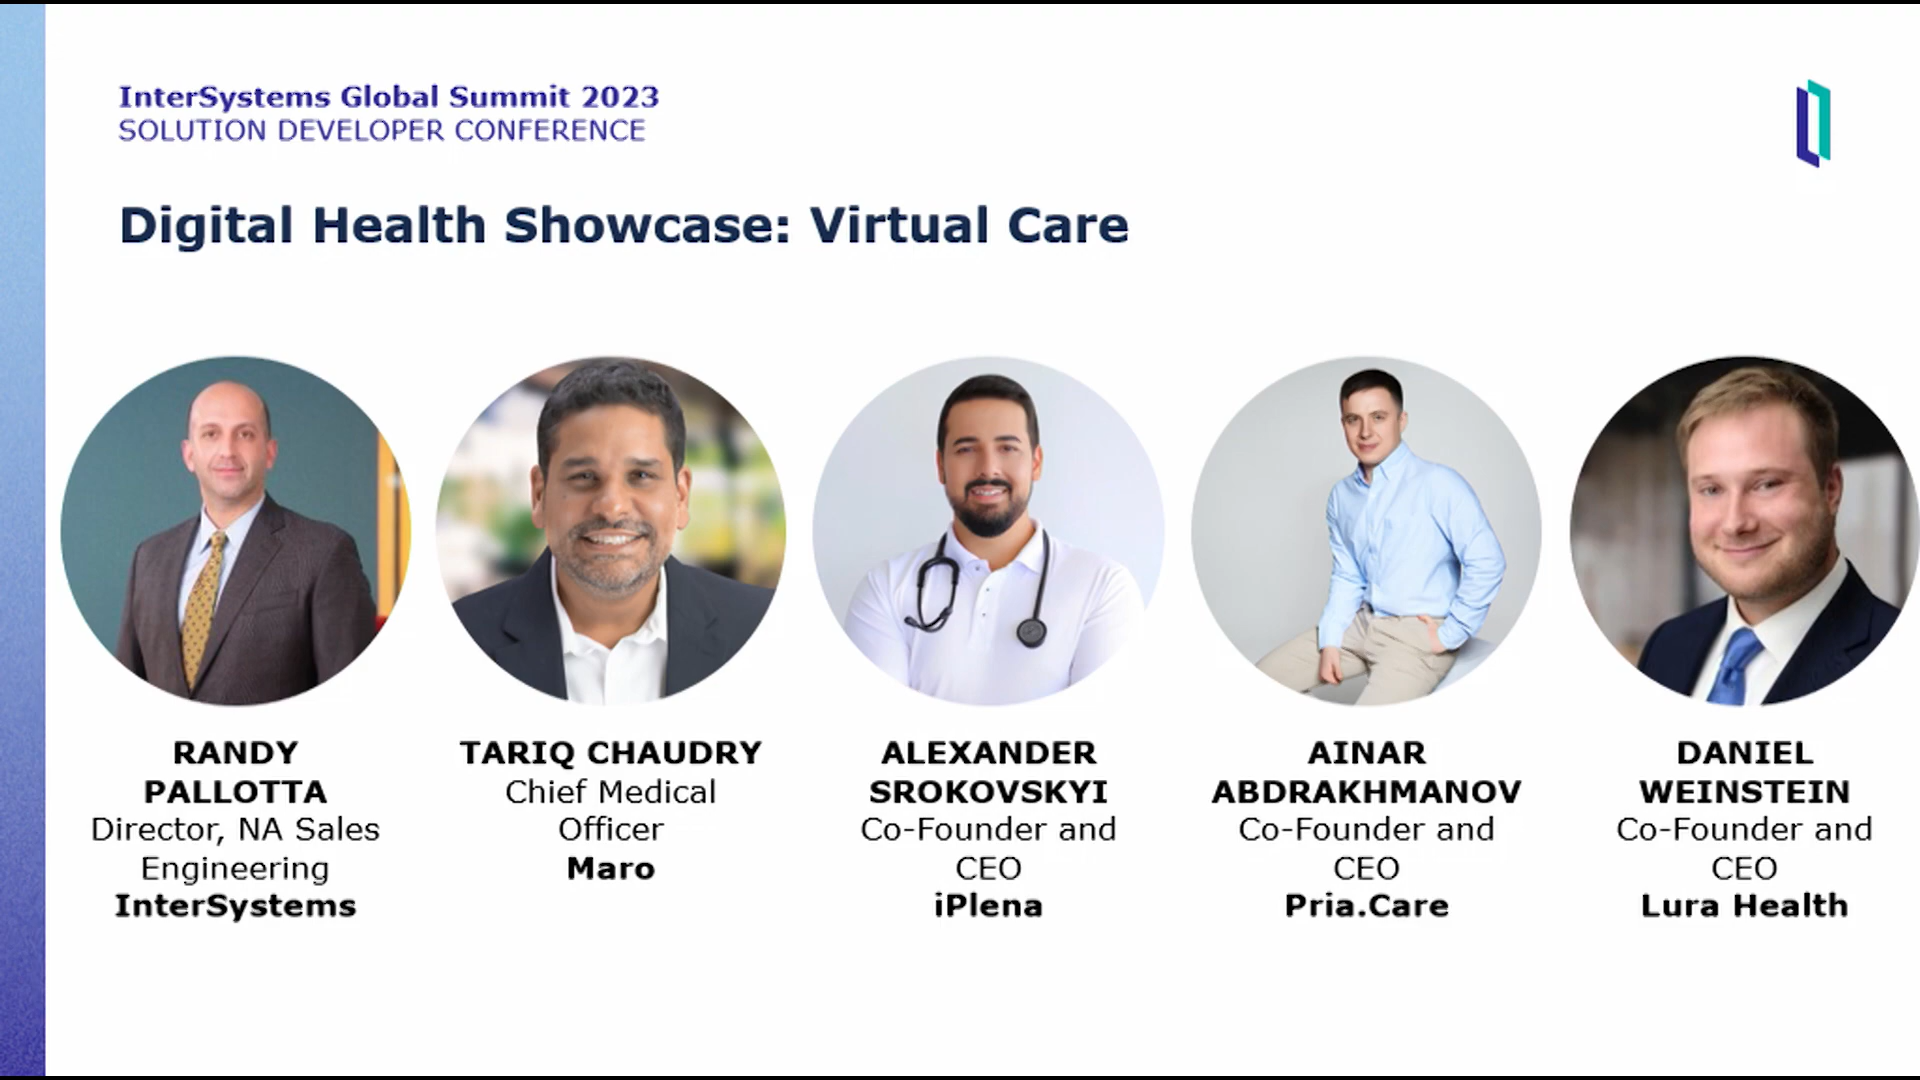 InterSystems Global Summit 2023
SOLUTION DEVELOPER CONFERENCE
Digital Health Showcase: Virtual Care
RANDY
PALLOTTA
Director, NA Sales
Engineering
InterSystems
TARIQ CHAUDRY
Chief Medical
Officer
Maro
ALEXANDER
SROKOVSKYI
Co-Founder and
CEO
iPlena
AINAR
ABDRAKHMANOV
Co-Founder and
CEO
Pria.Care
DANIEL
WEINSTEIN
Co-Founder and
CEO
Lura Health